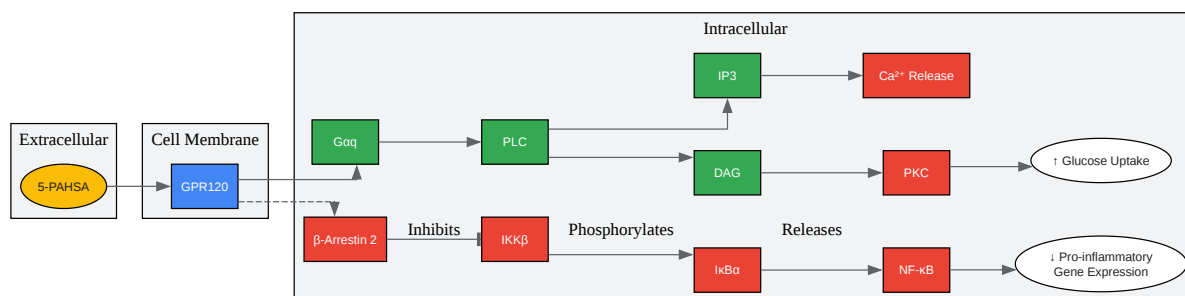 Intracellular
IP3
Ca²⁺ Release
Extracellular
Cell Membrane
Gαq
PLC
↑ Glucose Uptake
5-PAHSA
GPR120
DAG
PKC
β-Arrestin 2
Inhibits
IKKβ
Phosphorylates
Releases
IκBα
NF-κB
↓ Pro-inflammatory
Gene Expression